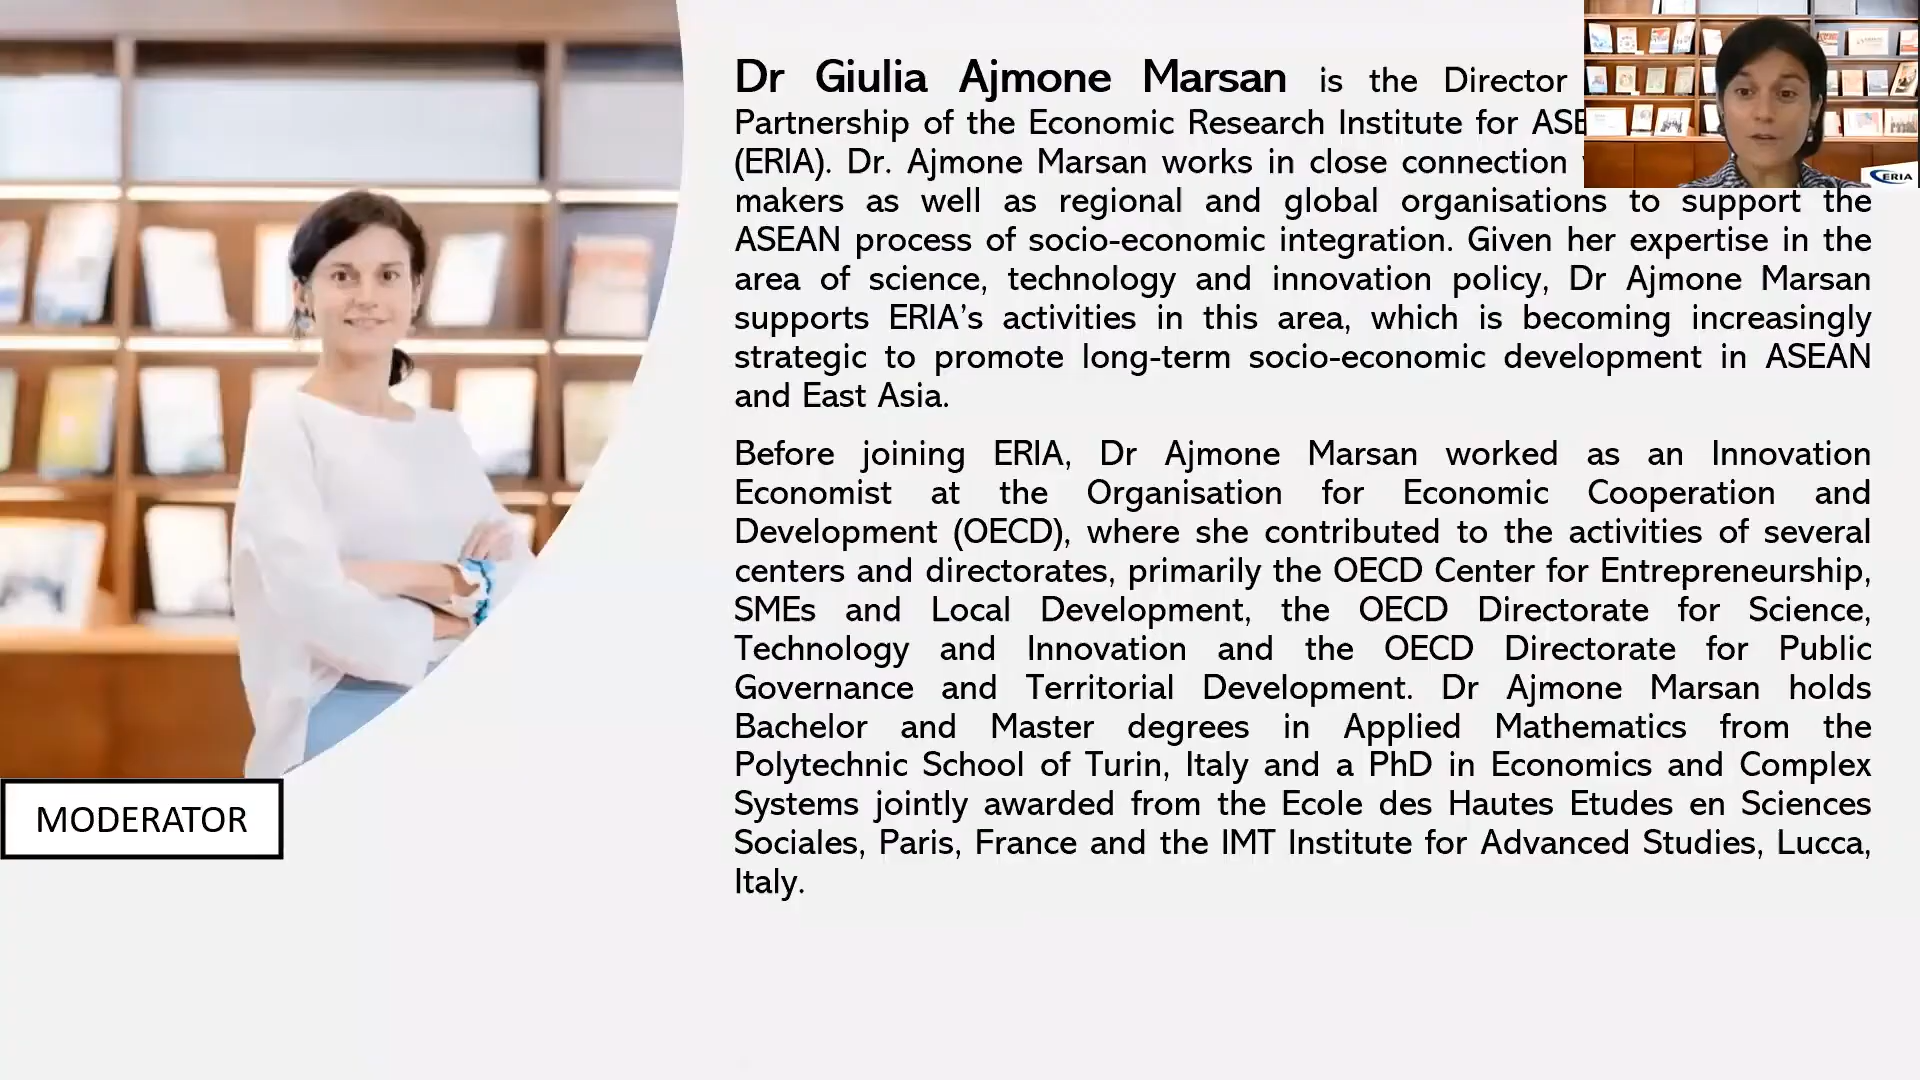 Dr Giulia Ajmone Marsan is the Director
Partnership of the Economic Research Institute for
(ERIA). Dr. Ajmone Marsan works in close connection
makers as well as regional and global organisations to support the
ASEAN process of socio-economic integration. Given her expertise in the
area of science, technology and innovation policy, Dr Ajmone Marsan
supports ERIA’s activities in this area, which is becoming increasingly
strategic to promote long-term socio-economic development in ASEAN
and East Asia.
Before joining ERIA, Dr Ajmone Marsan worked as an Innovation
Economist at the Organisation for Economic Cooperation and
Development (OECD), where she contributed to the activities of several
centers and directorates, primarily the OECD Center for Entrepreneurship,
SMEs and Local Development, the OECD Directorate for Science,
Technology and Innovation and the OECD Directorate for Public
Governance and Territorial Development. Dr Ajmone Marsan holds
Bachelor and Master degrees in Applied Mathematics from the
Polytechnic School of Turin, Italy and a PhD in Economics and Complex
Systems jointly awarded from the Ecole des Hautes Etudes en Sciences
Sociales, Paris, France and the IMT Institute for Advanced Studies, Lucca,
Italy.
MODERATOR
ERIA